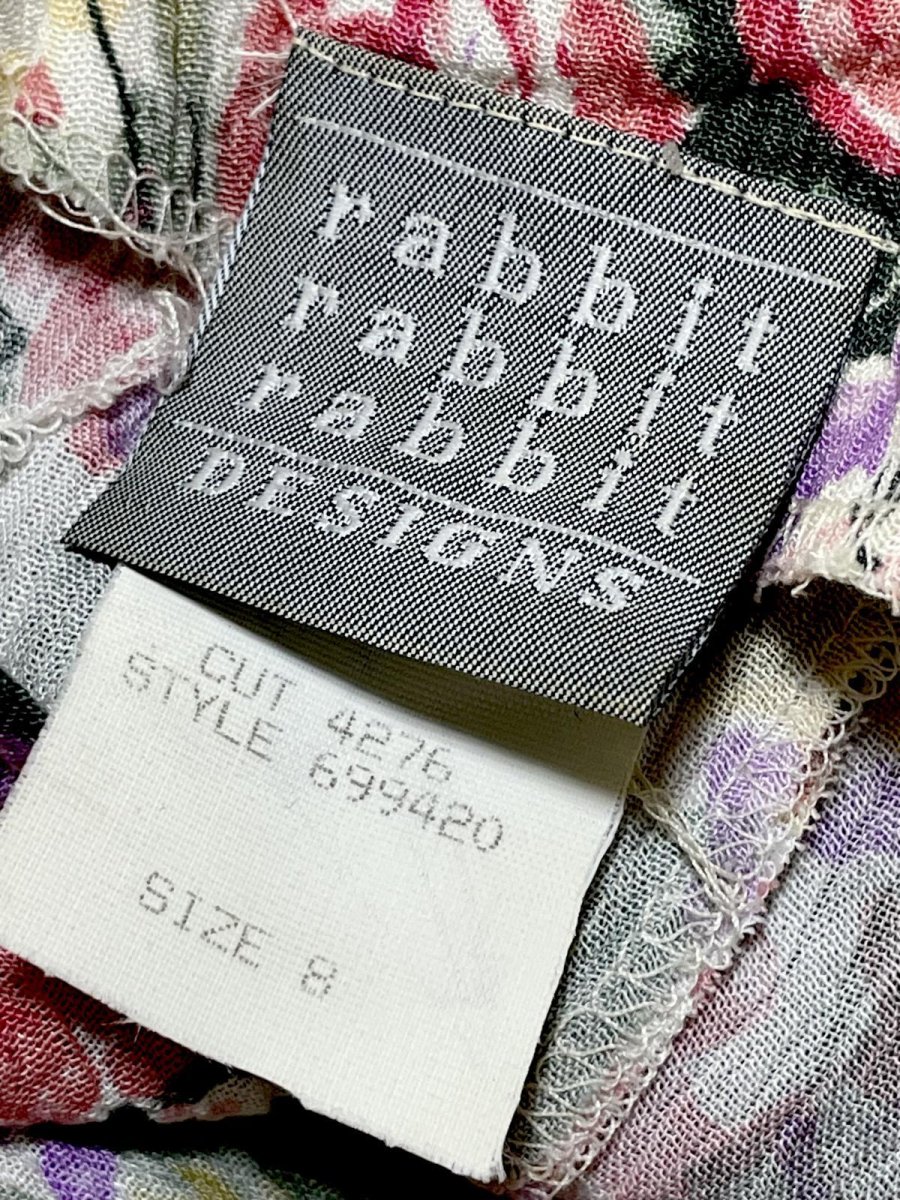 rabbit
rabbit
rabbit
DESIGNS
CUT 4276
STYLE 699420
SIZE 8